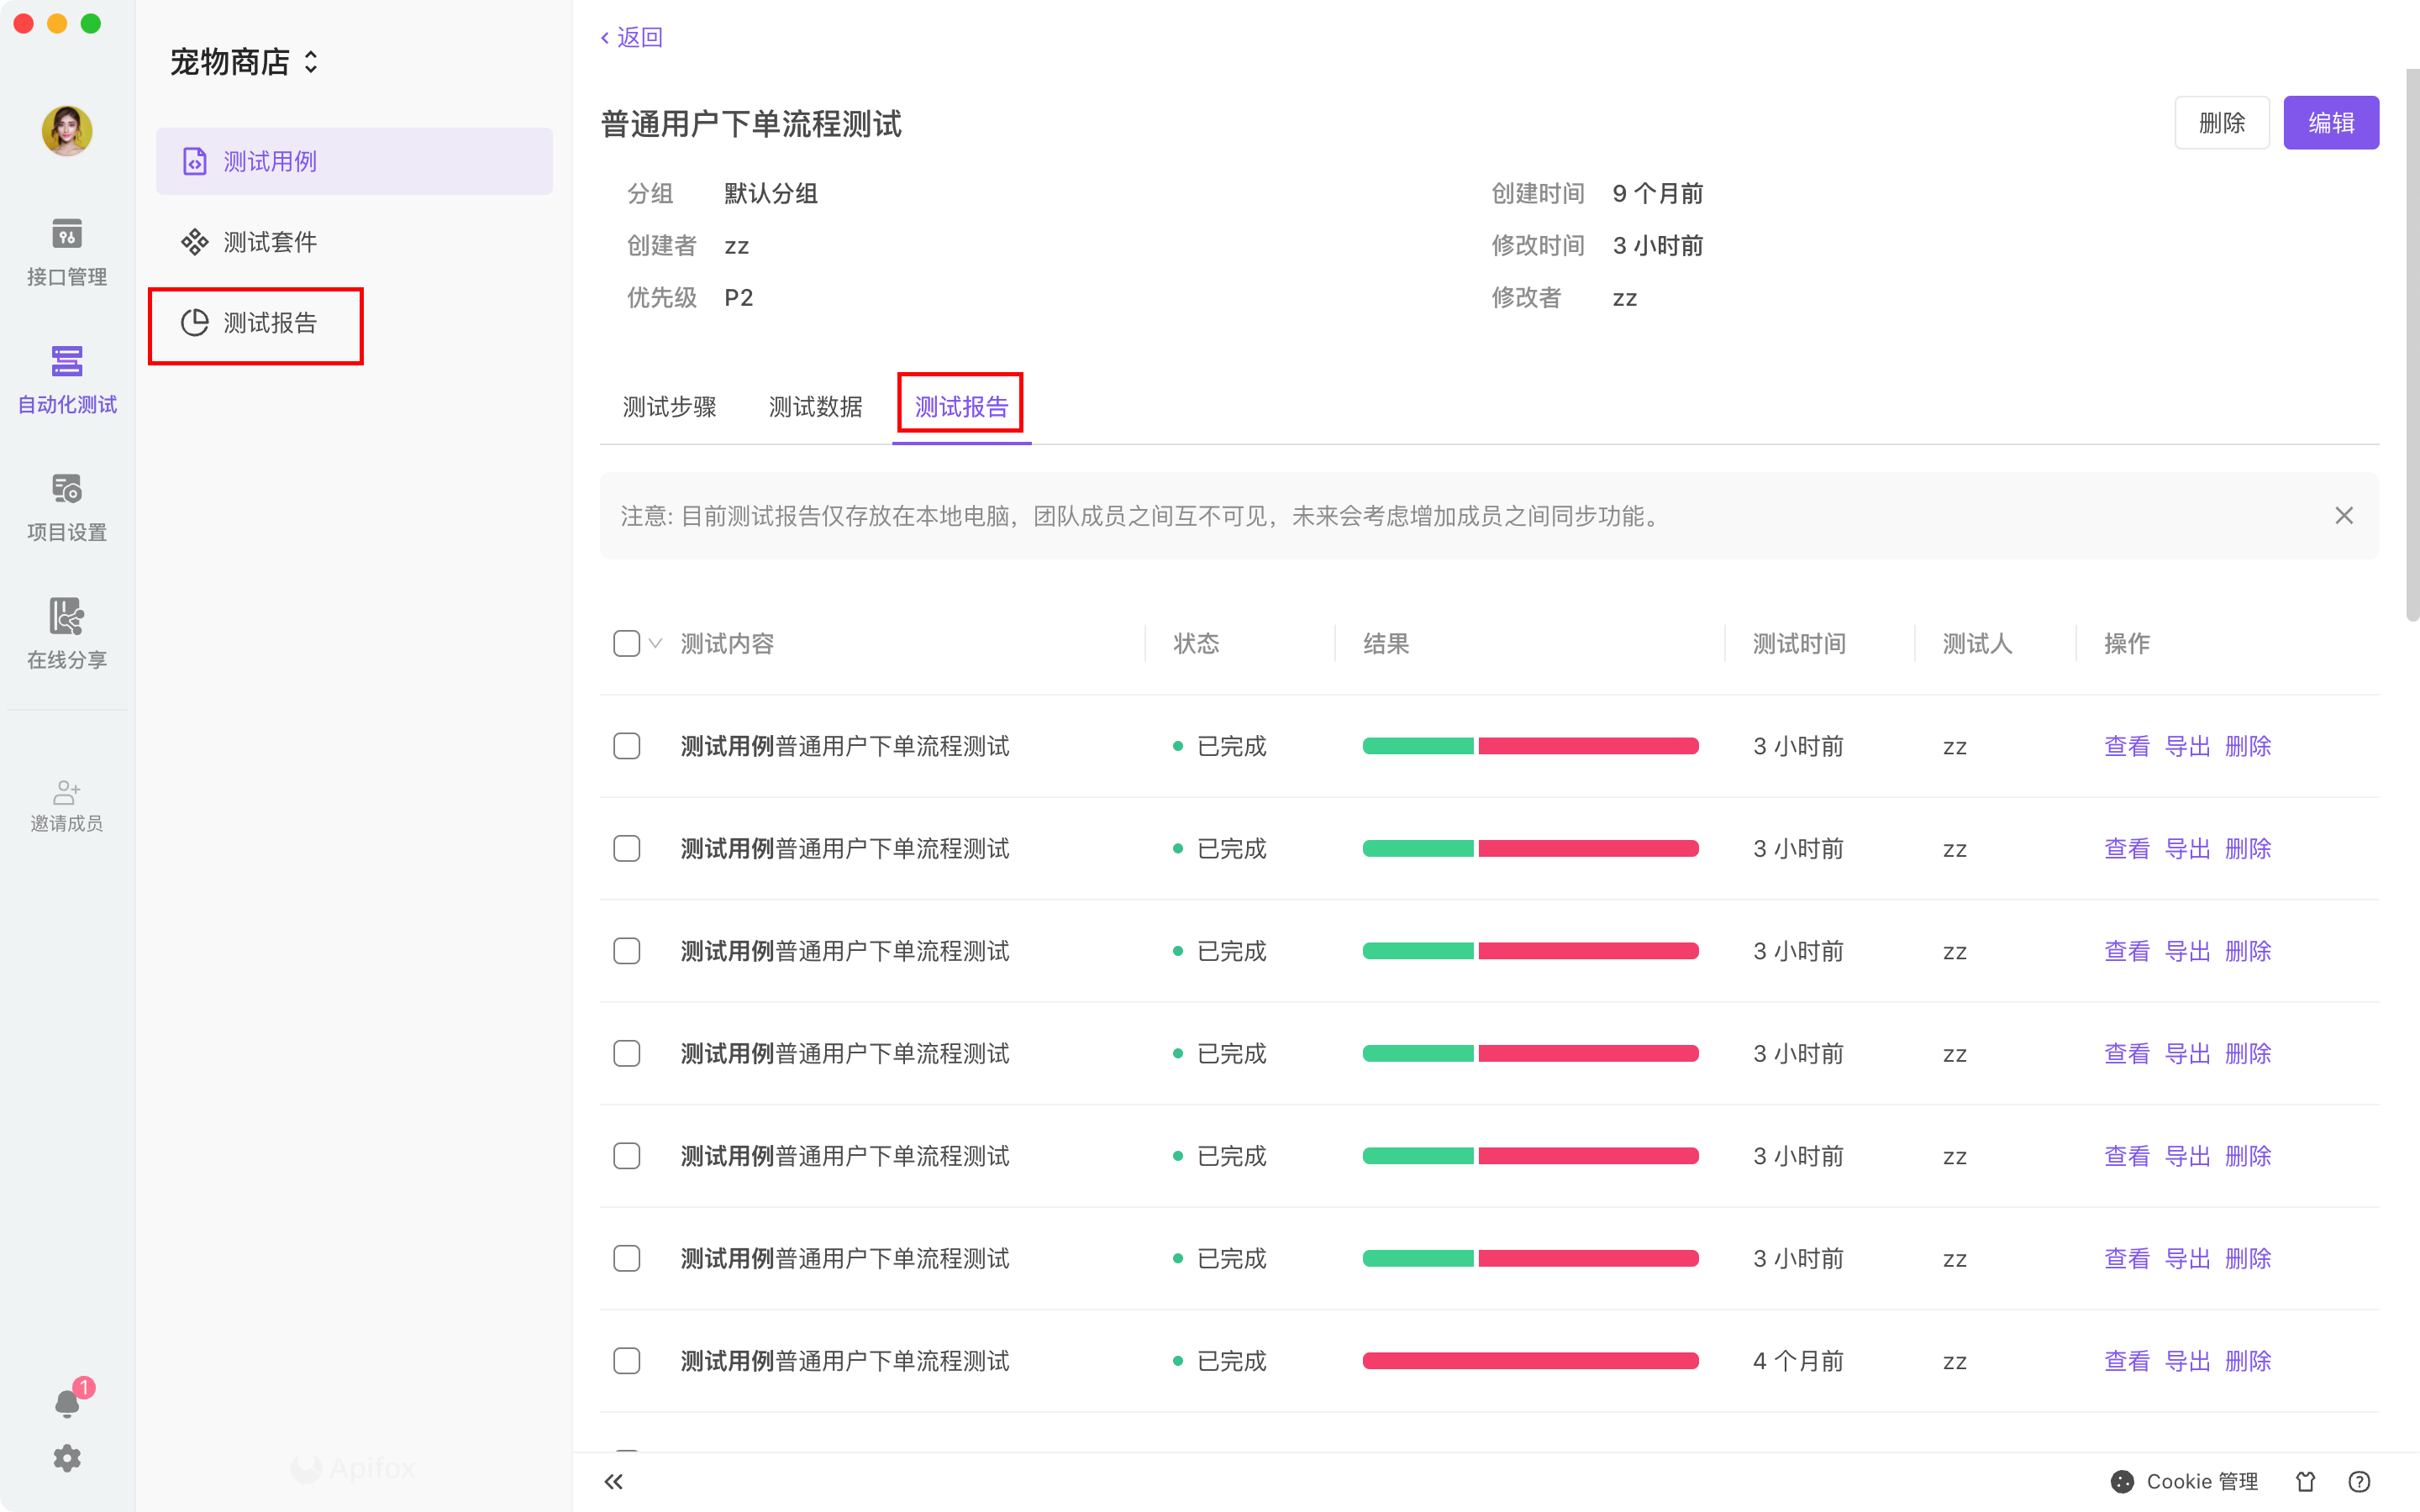 宠物商店
接口管理
自动化测试
项目设置
在线分享
邀请成员
1
测试用例
测试套件
测试报告
Apifox
返回
普通用户下单流程测试
删除 编辑
分组 默认分组 创建时间 9 个月前
创建者 zz 修改时间 3 小时前
优先级 P2 修改者 zz
测试步骤 测试数据 测试报告
注意: 目前测试报告仅存放在本地电脑，团队成员之间互不可见，未来会考虑增加成员之间同步功能。
测试内容 状态 结果 测试时间 测试人 操作
测试用例普通用户下单流程测试 已完成 3 小时前 zz 查看 导出 删除
测试用例普通用户下单流程测试 已完成 3 小时前 zz 查看 导出 删除
测试用例普通用户下单流程测试 已完成 3 小时前 zz 查看 导出 删除
测试用例普通用户下单流程测试 已完成 3 小时前 zz 查看 导出 删除
测试用例普通用户下单流程测试 已完成 3 小时前 zz 查看 导出 删除
测试用例普通用户下单流程测试 已完成 3 小时前 zz 查看 导出 删除
测试用例普通用户下单流程测试 已完成 4 个月前 zz 查看 导出 删除
Cookie 管理